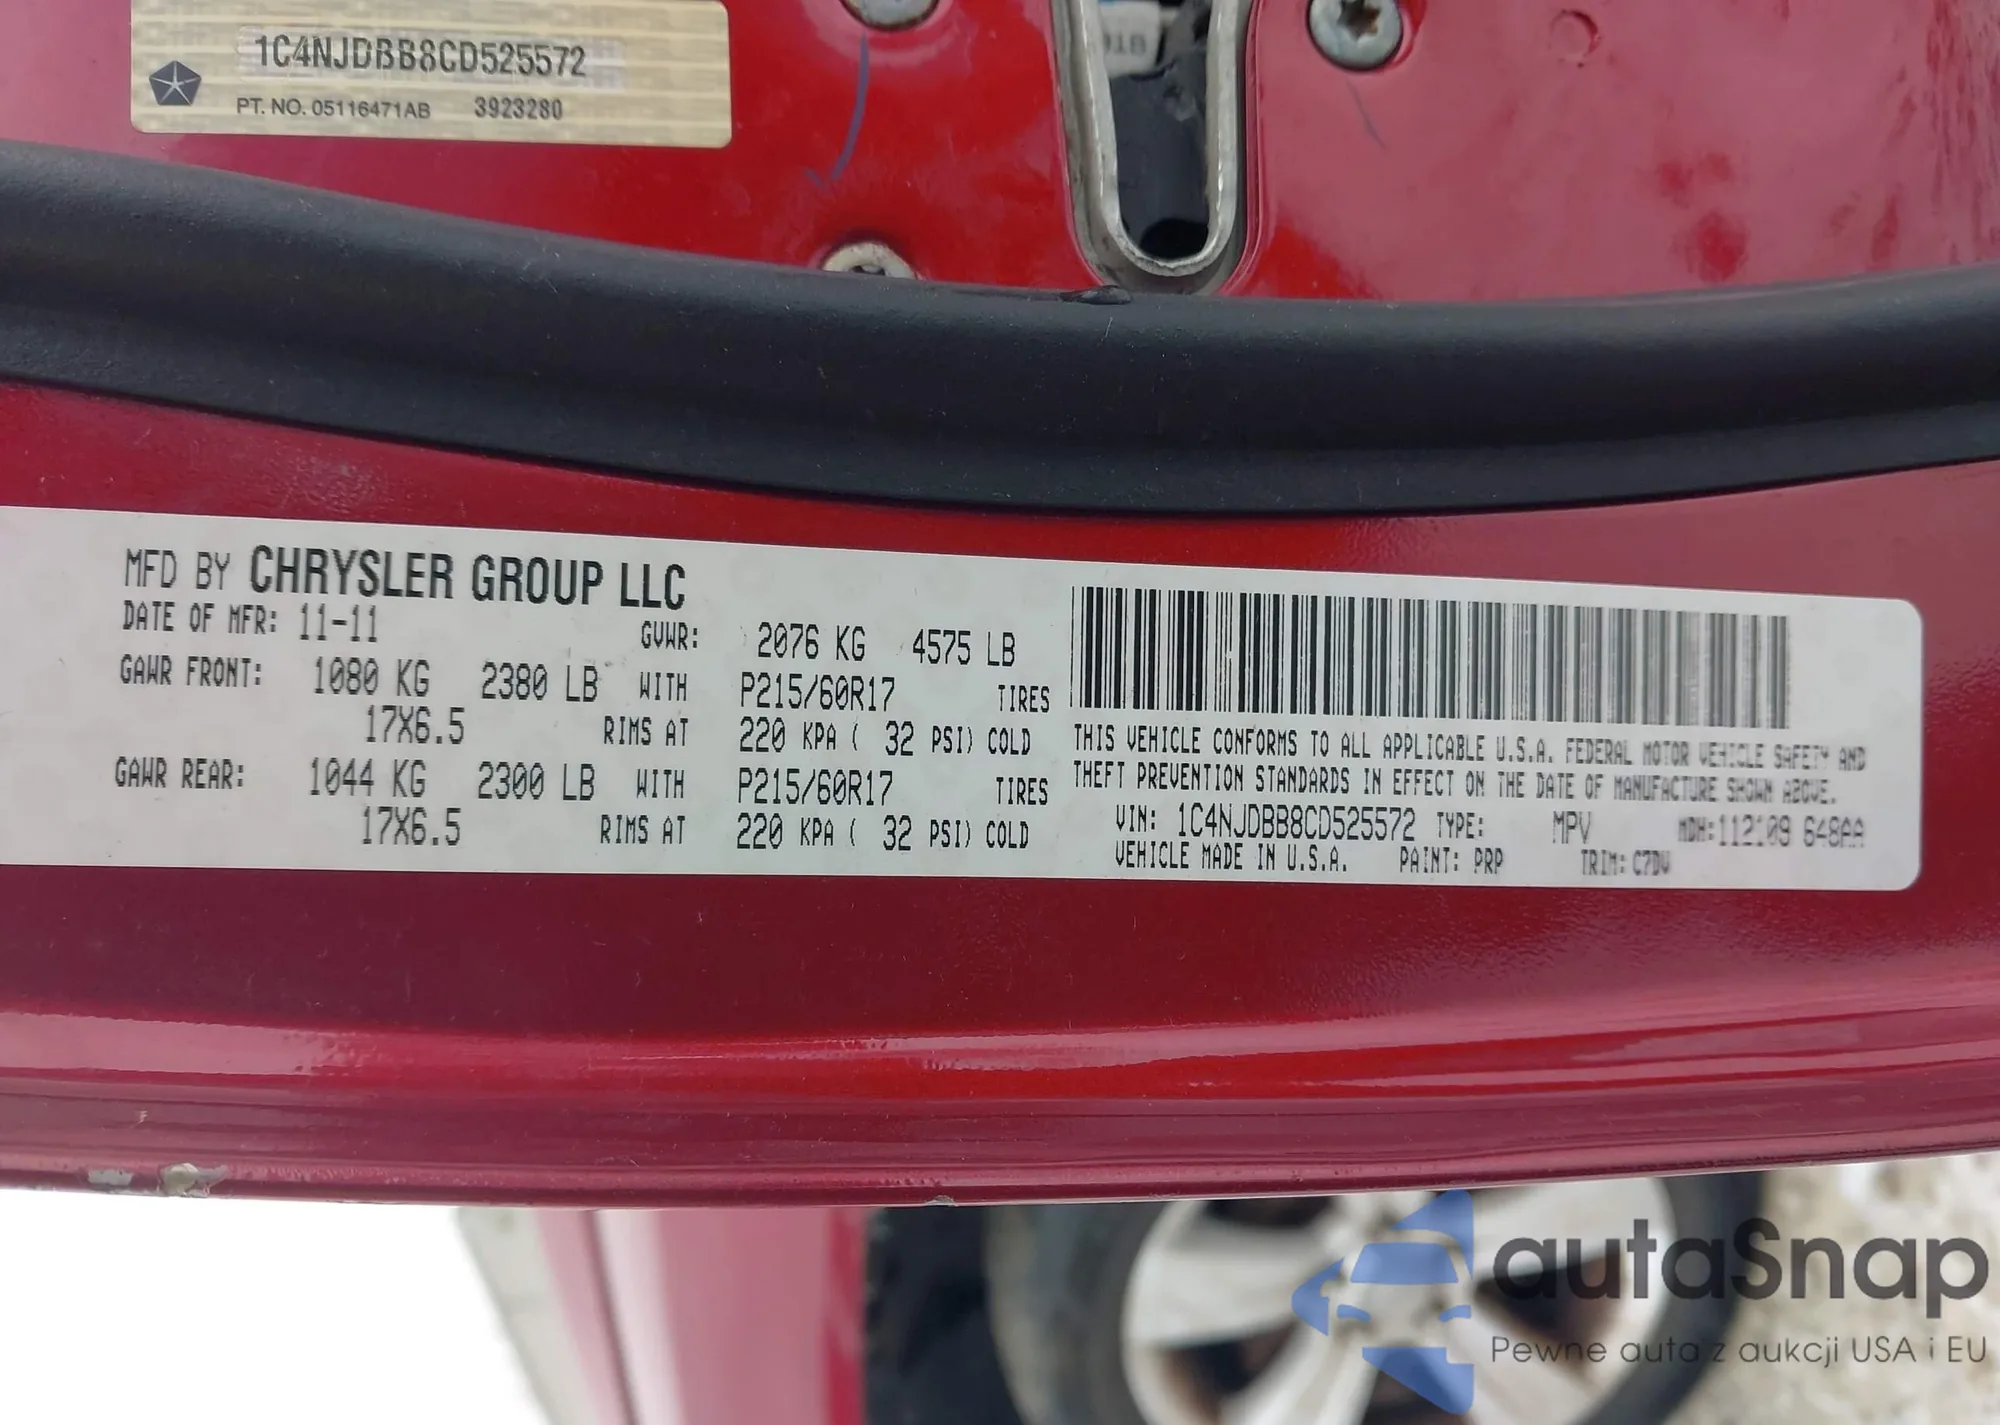 1C4NJDBB8CD525572
PT. NO. 05116471AB 3923280
MFD BY CHRYSLER GROUP LLC
DATE OF MFR: 11-11 GVWR: 2076 KG 4575 LB
GAWR FRONT: 1080 KG 2380 LB WITH P215/60R17 TIRES
17X6.5 RIMS AT 220 KPA ( 32 PSI) COLD
GAWR REAR: 1044 KG 2300 LB WITH P215/60R17 TIRES
17X6.5 RIMS AT 220 KPA ( 32 PSI) COLD
THIS VEHICLE CONFORMS TO ALL APPLICABLE U.S.A. FEDERAL MOTOR VEHICLE SAFETY AND
THEFT PREVENTION STANDARDS IN EFFECT ON THE DATE OF MANUFACTURE SHOWN ABOVE.
VIN: 1C4NJDBB8CD525572 TYPE: MPV MDH:112109 648AA
VEHICLE MADE IN U.S.A. PAINT: PRP TRIM: C7DV
autaSnap
Pewne auta z aukcji USA i EU